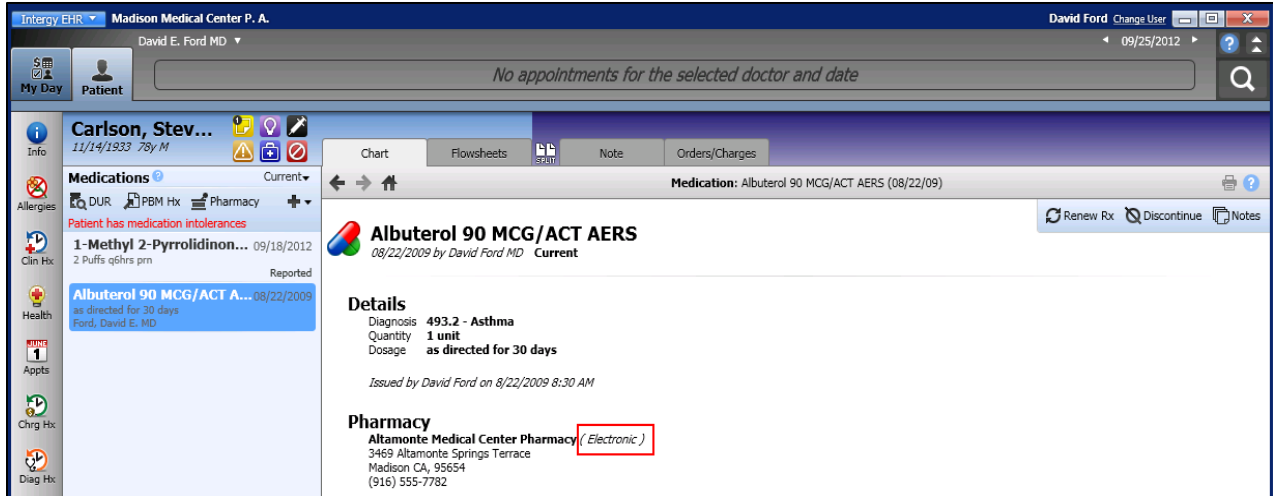 Intergy EHR Madison Medical Center P. A. David Ford Change User
David E. Ford MD 09/25/2012
My Day Patient No appointments for the selected doctor and date
Carlson, Stev...
11/14/1933 78y M
Info
Allergies
Clin Hx
Health
JUNE
1
Appts
Chrg Hx
Diag Hx
Medications Current
DUR PBM Hx Pharmacy
Patient has medication intolerances
1-Methyl 2-Pyrrolidinon... 09/18/2012
2 Puffs q6hrs prn
Reported
Albuterol 90 MCG/ACT A... 08/22/2009
as directed for 30 days
Ford, David E. MD
Chart Flowsheets SPLIT Note Orders/Charges
Medication: Albuterol 90 MCG/ACT AERS (08/22/09)
Renew Rx Discontinue Notes
Albuterol 90 MCG/ACT AERS
08/22/2009 by David Ford MD Current
Details
Diagnosis 493.2 - Asthma
Quantity 1 unit
Dosage as directed for 30 days
Issued by David Ford on 8/22/2009 8:30 AM
Pharmacy
Altamonte Medical Center Pharmacy ( Electronic )
3469 Altamonte Springs Terrace
Madison CA, 95654
(916) 555-7782